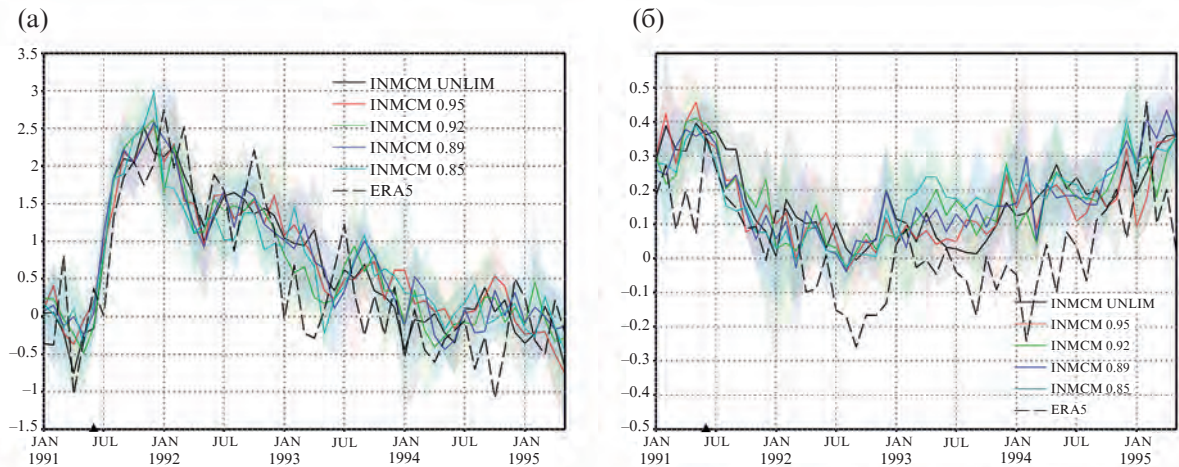 (а)
3.5
3
2.5
2
1.5
1
0.5
0
–0.5
–1
–1.5
INMCM UNLIM
INMCM 0.95
INMCM 0.92
INMCM 0.89
INMCM 0.85
ERA5
JAN JUL JAN JUL JAN JUL JAN JUL JAN
1991 1992 1993 1994 1995
(б)
0.5
0.4
0.3
0.2
0.1
0
–0.1
–0.2
–0.3
–0.4
–0.5
INMCM UNLIM
INMCM 0.95
INMCM 0.92
INMCM 0.89
INMCM 0.85
ERA5
JAN JUL JAN JUL JAN JUL JAN JUL JAN
1991 1992 1993 1994 1995